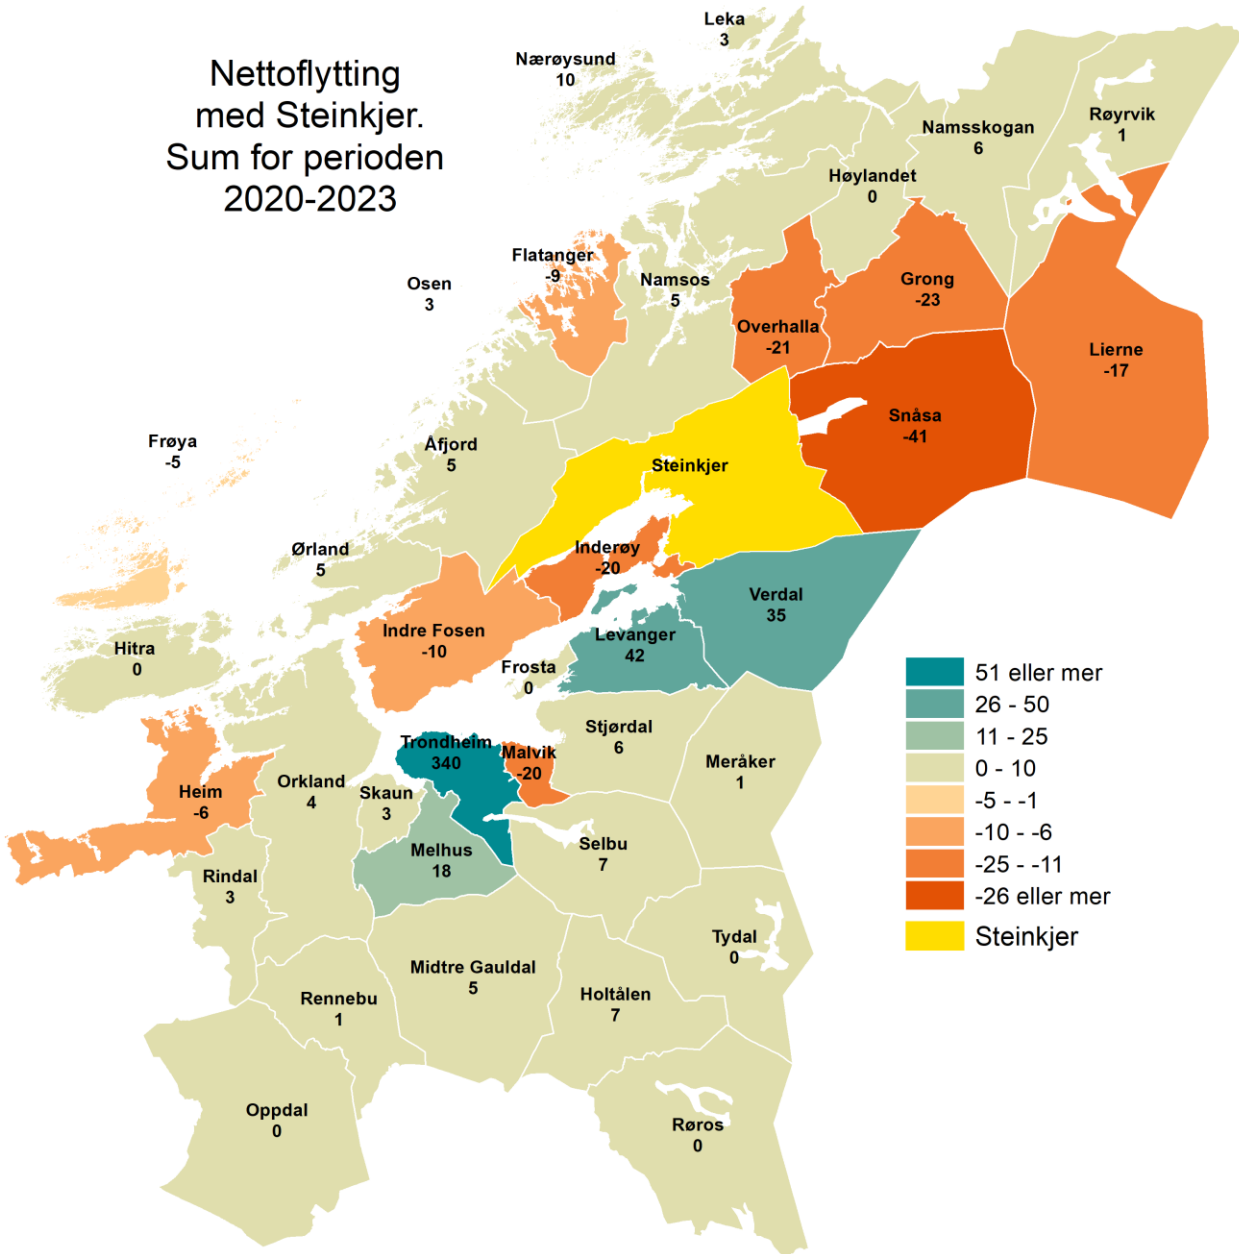 Nettoflytting
med Steinkjer.
Sum for perioden
2020-2023
Leka
3
Nærøysund
10
Røyrvik
1
Namsskogan
6
Høylandet
0
Flatanger
-9
Osen
3
Namsos
5
Grong
-23
Overhalla
-21
Lierne
-17
Snåsa
-41
Frøya
-5
Åfjord
5
Steinkjer
Ørland
5
Inderøy
-20
Verdal
35
Indre Fosen
-10
Levanger
42
Hitra
0
Frosta
0
Stjørdal
6
Meråker
1
Trondheim
340
Malvik
-20
Orkland
4
Skaun
3
Heim
-6
Melhus
18
Selbu
7
Rindal
3
Tydal
0
Midtre Gauldal
5
Holtålen
7
Rennebu
1
Oppdal
0
Røros
0
51 eller mer
26 - 50
11 - 25
0 - 10
-5 - -1
-10 - -6
-25 - -11
-26 eller mer
Steinkjer